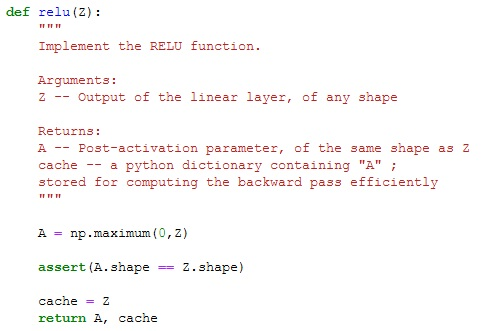 def relu(Z):
    """
    Implement the RELU function.

    Arguments:
    Z -- Output of the linear layer, of any shape

    Returns:
    A -- Post-activation parameter, of the same shape as Z
    cache -- a python dictionary containing "A" ;
    stored for computing the backward pass efficiently
    """

    A = np.maximum(0,Z)

    assert(A.shape == Z.shape)

    cache = Z
    return A, cache